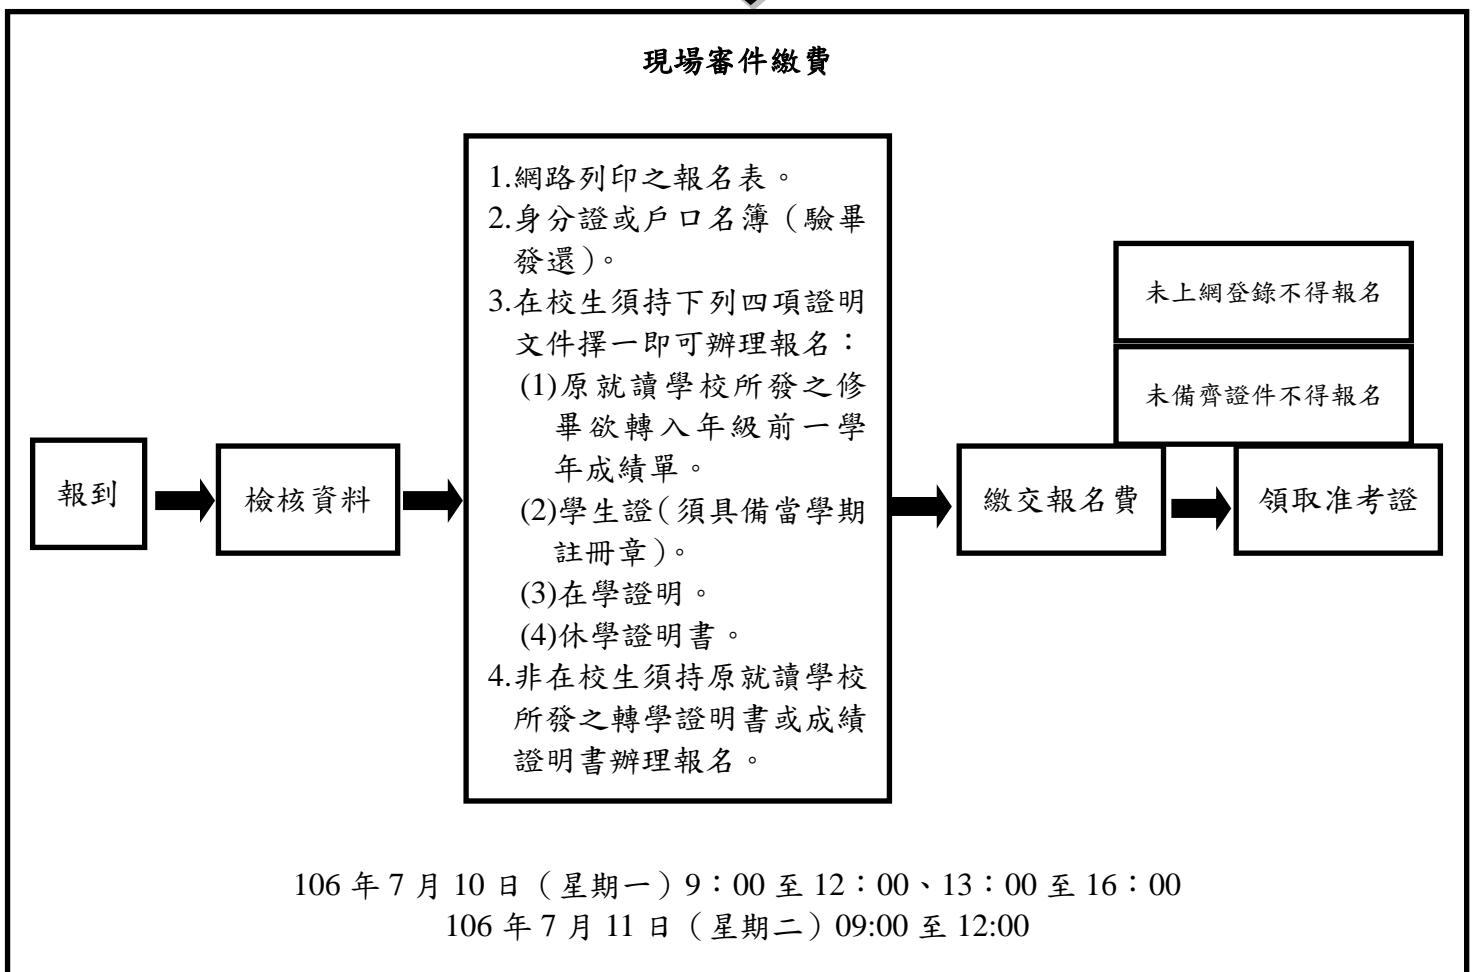 現場審件繳費
報到
檢核資料
1.網路列印之報名表。
2.身分證或戶口名簿（驗畢
發還）。
3.在校生須持下列四項證明
文件擇一即可辦理報名：
(1)原就讀學校所發之修
畢欲轉入年級前一學
年成績單。
(2)學生證（須具備當學期
註冊章）。
(3)在學證明。
(4)休學證明書。
4.非在校生須持原就讀學校
所發之轉學證明書或成績
證明書辦理報名。
未上網登錄不得報名
未備齊證件不得報名
繳交報名費
領取准考證
106 年 7 月 10 日（星期一）9：00 至 12：00、13：00 至 16：00
106 年 7 月 11 日（星期二）09:00 至 12:00